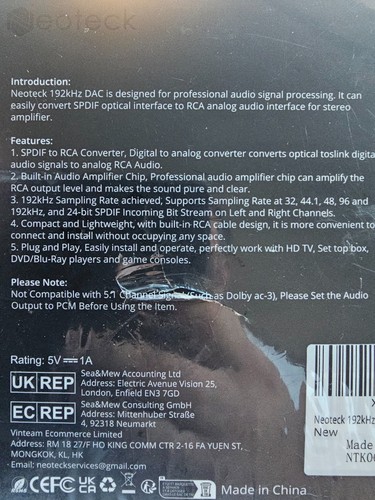 Neoteck
Introduction:
Neoteck 192kHz DAC is designed for professional audio signal processing. It can
easily convert SPDIF optical interface to RCA analog audio interface for stereo
amplifier.
Features:
1. SPDIF to RCA Converter, Digital to analog converter converts optical toslink digita
audio signals to analog RCA Audio.
2. Built-in Audio Amplifier Chip, Professional audio amplifier chip can amplify the
RCA output level and makes the sound pure and clear.
3. 192kHz Sampling Rate achieved, Supports Sampling Rate at 32, 44.1, 48, 96 and
192kHz, and 24-bit SPDIF Incoming Bit Stream on Left and Right Channels.
4. Compact and Lightweight, with built-in RCA cable design, it is more convenient to
connect and install without occupying any space.
5. Plug and Play, Easily install and operate, perfectly work with HD TV, Set top box,
DVD/Blu-Ray players and game consoles.
Please Note:
Not Compatible with 5.1 Channel Signal (Such as Dolby ac-3), Please Set the Audio
Output to PCM Before Using the Item.
Rating: 5V⎓1A
UK REP
Sea&Mew Accounting Ltd
Address: Electric Avenue Vision 25,
London, Enfield EN3 7GD
EC REP
Sea&Mew Consulting GmbH
Address: Mittenhuber Straße
4, 92318 Neumarkt
Vinteam Ecommerce Limited
Address: RM 18 27/F HO KING COMM CTR 2-16 FA YUEN ST,
MONGKOK, KL, HK
Email: neoteckservices@gmail.com
CE FC UK CA
Made in China
X
Neoteck 192kHz
New
Made
NTK0